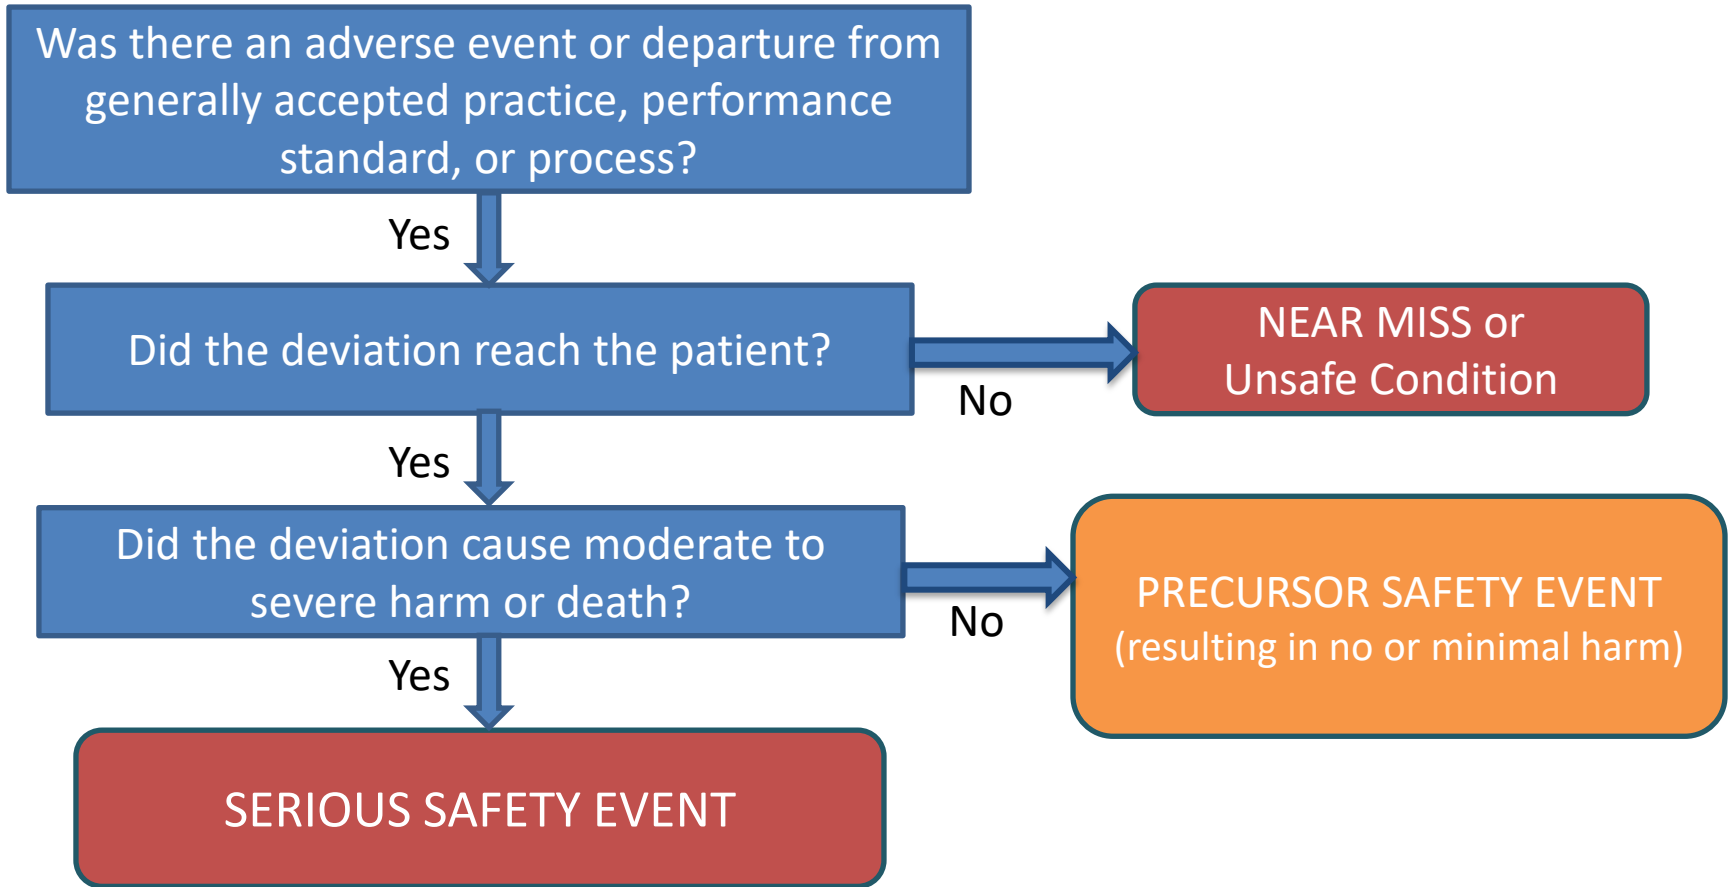 Was there an adverse event or departure from
generally accepted practice, performance
standard, or process?
Yes
Did the deviation reach the patient?
No
NEAR MISS or
Unsafe Condition
Yes
Did the deviation cause moderate to
severe harm or death?
No
PRECURSOR SAFETY EVENT
(resulting in no or minimal harm)
Yes
SERIOUS SAFETY EVENT